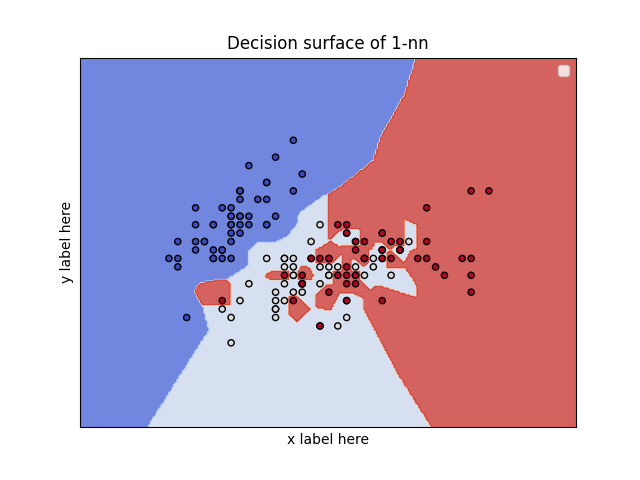 Decision surface of 1-nn
y label here
x label here